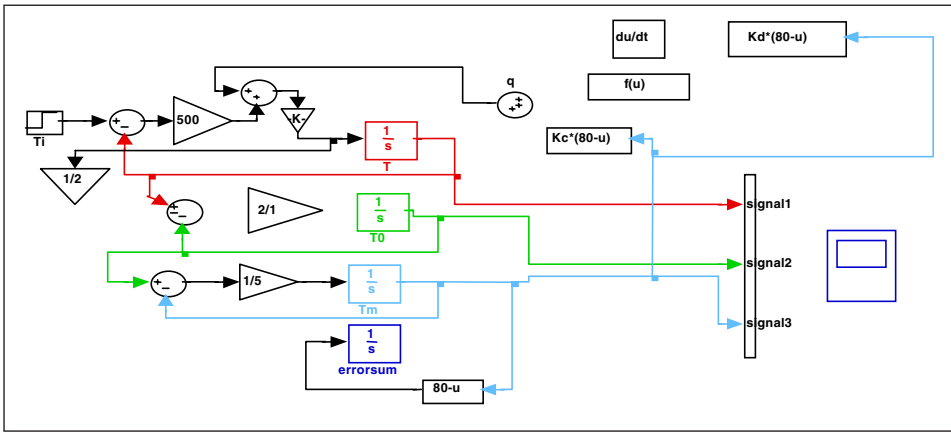 du/dt
Kd*(80-u)
q
f(u)
+
+
+
+
Ti
+
−
500
-K-
1
s
T
Kc*(80-u)
1/2
+
−
−
2/1
1
s
T0
signal1
signal2
+
−
1/5
1
s
Tm
signal3
1
s
errorsum
80-u